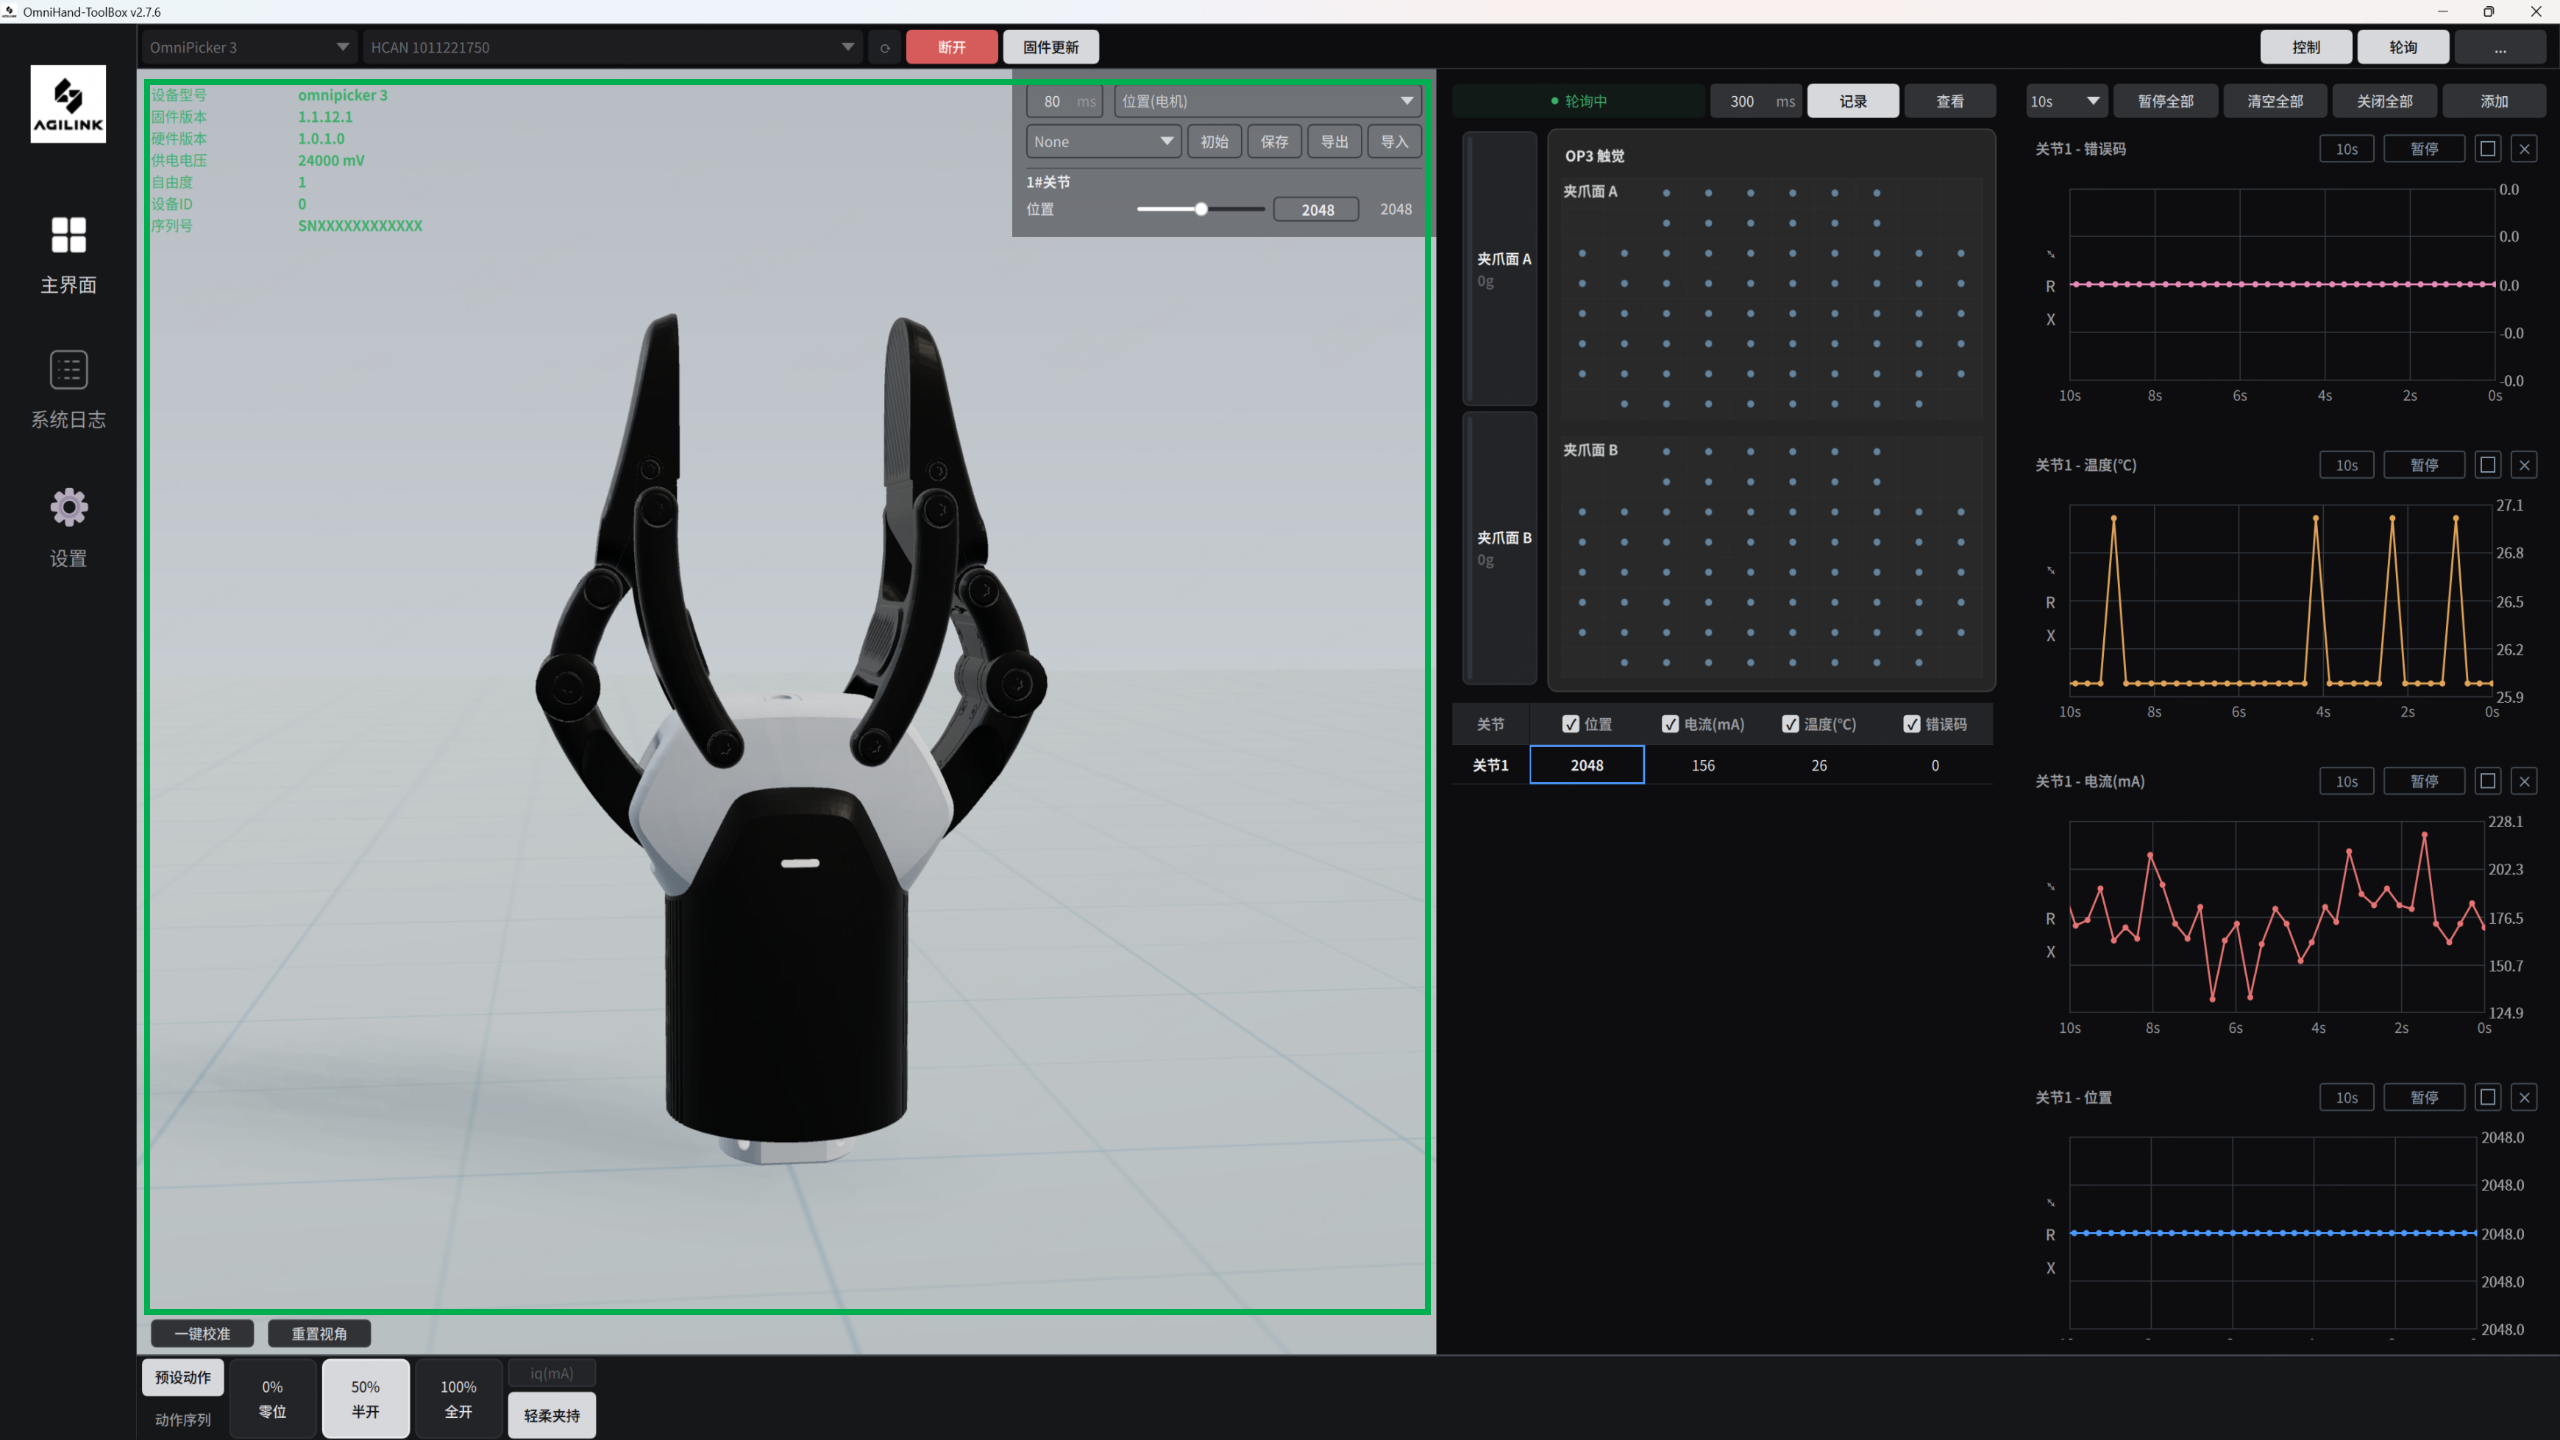 OmniHand-ToolBox v2.7.6
OmniPicker 3
HCAN 1011221750
断开
固件更新
控制
轮询
...
AGILINK
主界面
系统日志
设置
设备型号 omnipicker 3
固件版本 1.1.12.1
硬件版本 1.0.1.0
供电电压 24000 mV
自由度 1
设备ID 0
序列号 SNXXXXXXXXXXXX
80 ms
位置(电机)
None
初始
保存
导出
导入
1#关节
位置 2048 2048
一键校准
重置视角
预设动作
动作序列
0%
零位
50%
半开
100%
全开
iq(mA)
轻柔夹持
轮询中
300 ms
记录
查看
夹爪面 A
0g
夹爪面 B
0g
OP3 触觉
夹爪面 A
夹爪面 B
关节 位置 电流(mA) 温度(℃) 错误码
关节1 2048 156 26 0
10s
暂停全部
清空全部
关闭全部
添加
关节1 - 错误码
10s
暂停
0.0
0.0
R
0.0
X
-0.0
-0.0
10s 8s 6s 4s 2s 0s
关节1 - 温度(℃)
10s
暂停
27.1
26.8
R
26.5
X
26.2
25.9
10s 8s 6s 4s 2s 0s
关节1 - 电流(mA)
10s
暂停
228.1
202.3
R
176.5
X
150.7
124.9
10s 8s 6s 4s 2s 0s
关节1 - 位置
10s
暂停
2048.0
2048.0
R
2048.0
X
2048.0
2048.0